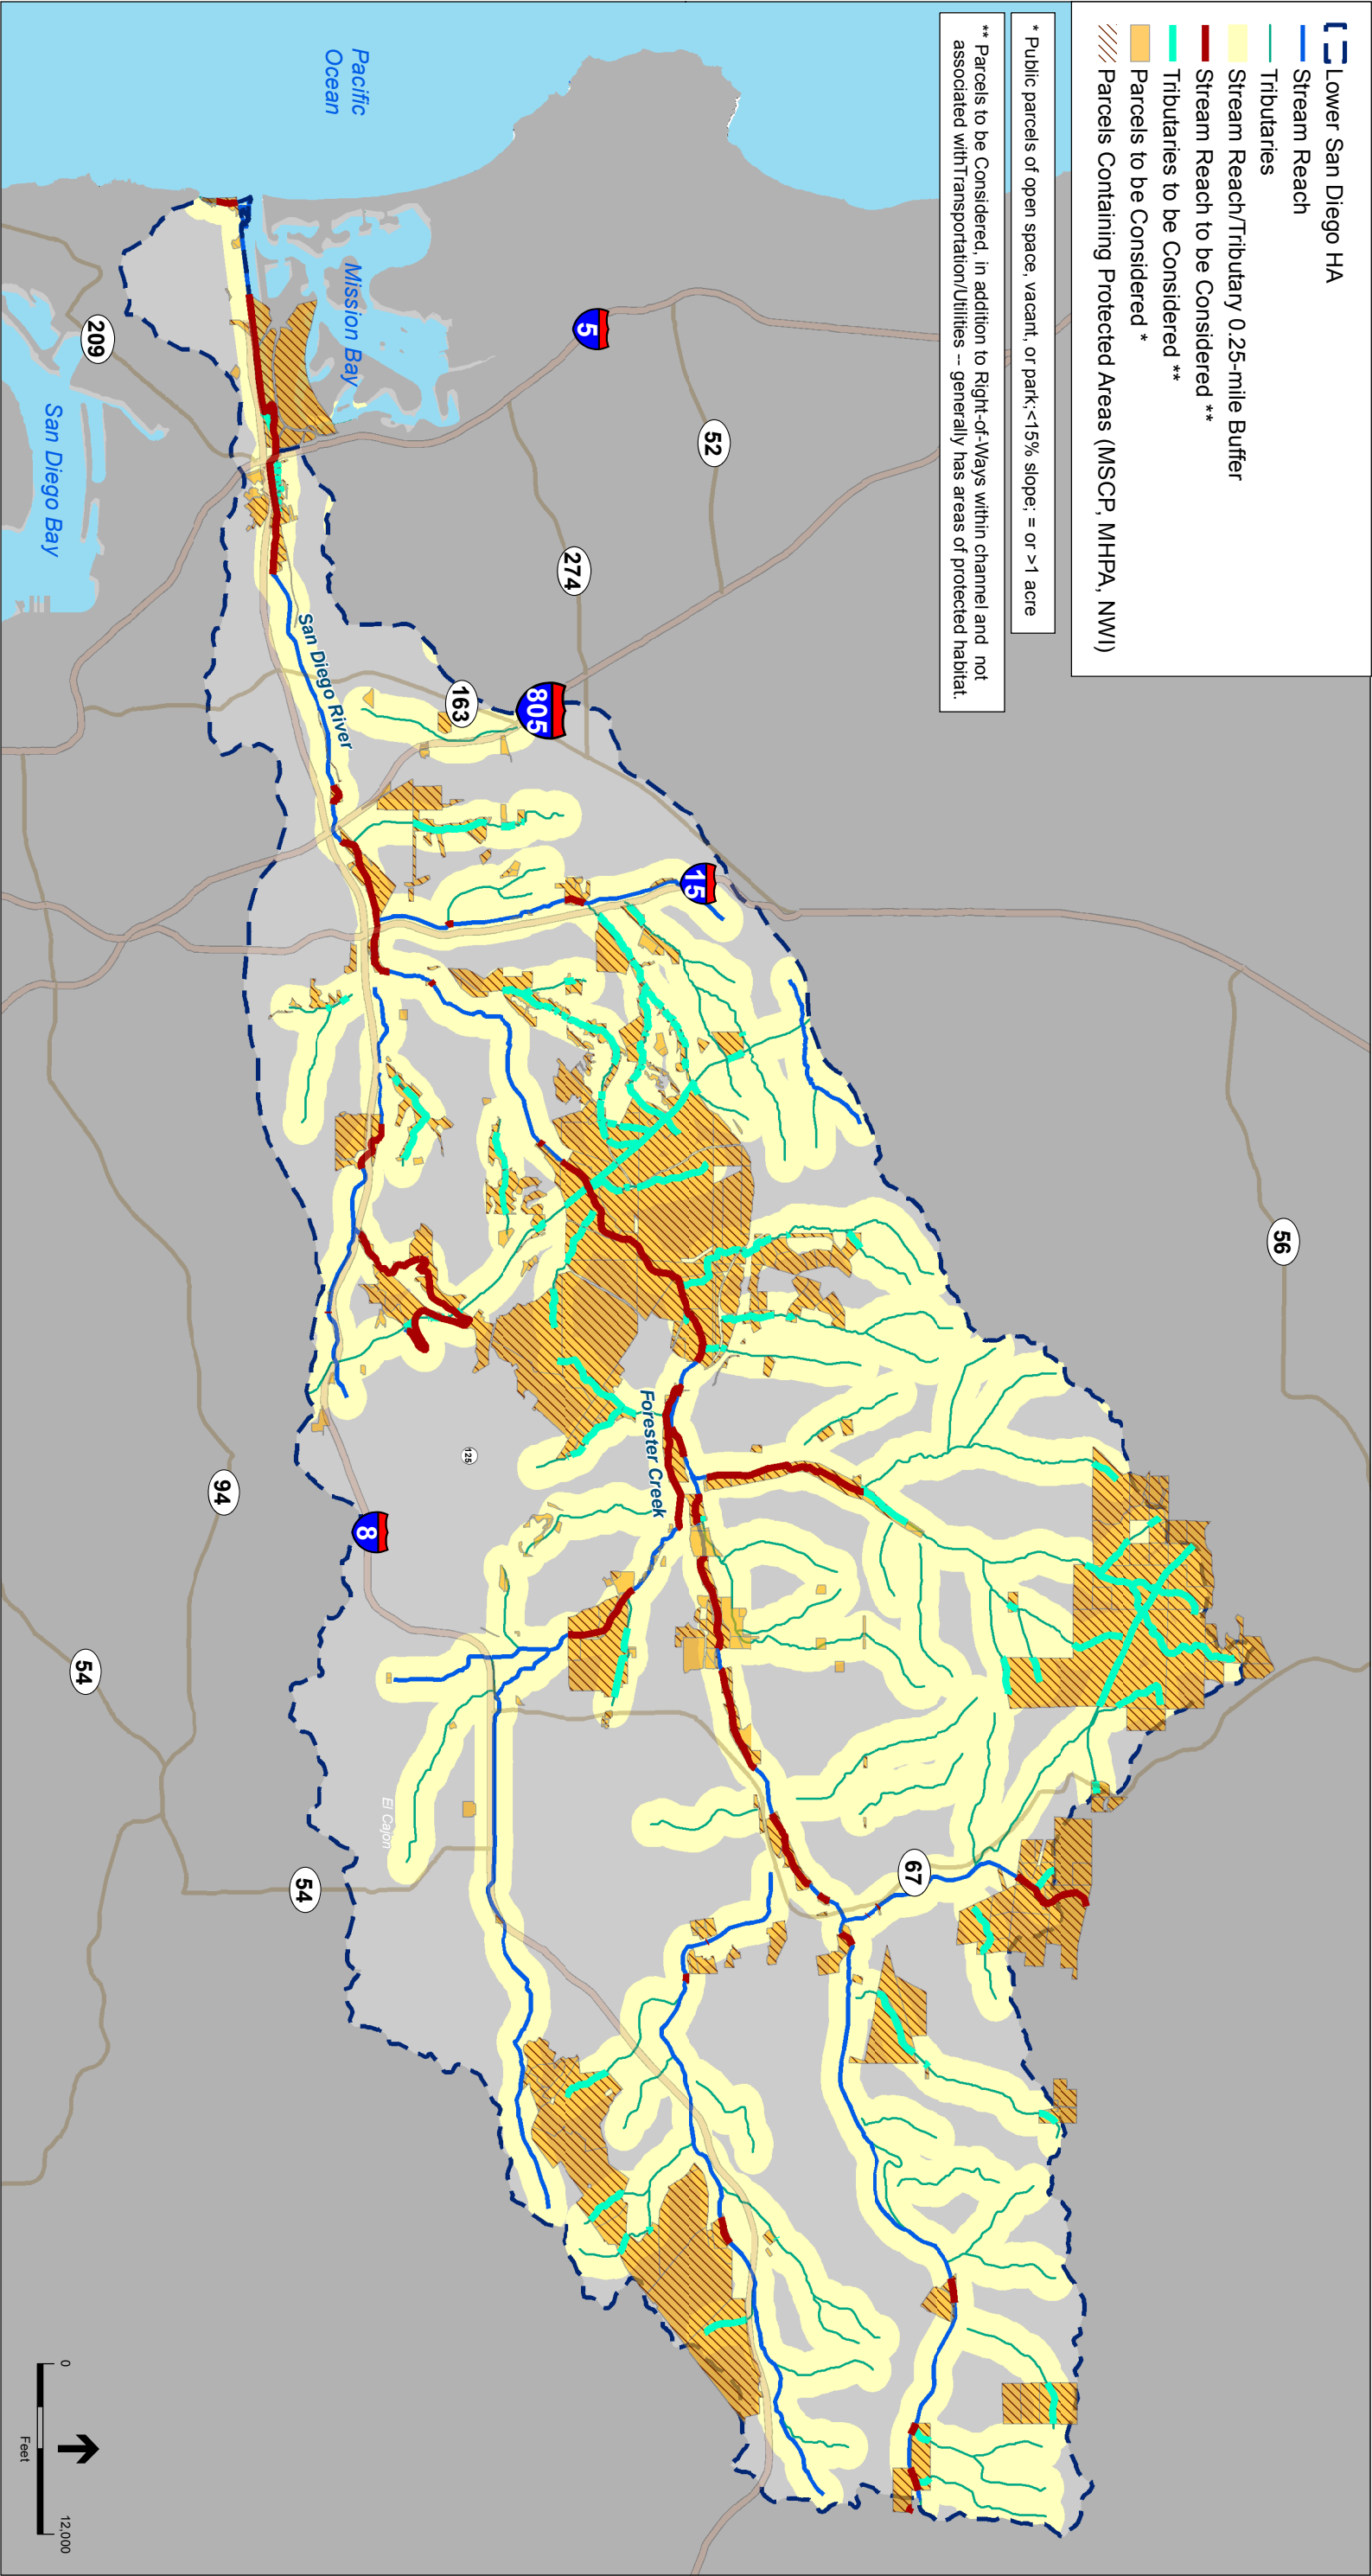 Lower San Diego HA
Stream Reach
Tributaries
Stream Reach/Tributary 0.25-mile Buffer
Stream Reach to be Considered **
Tributaries to be Considered **
Parcels to be Considered *
Parcels Containing Protected Areas (MSCP, MHPA, NWI)
* Public parcels of open space, vacant, or park;<15% slope; = or >1 acre
** Parcels to be Considered, in addition to Right-of-Ways within channel and not
associated withTransportation/Utilities -- generally has areas of protected habitat.
56
52
5
274
15
67
805
163
Pacific
Ocean
Mission Bay
Forester Creek
San Diego River
125
El Cajon
8
54
94
209
San Diego Bay
54
0
12,000
Feet